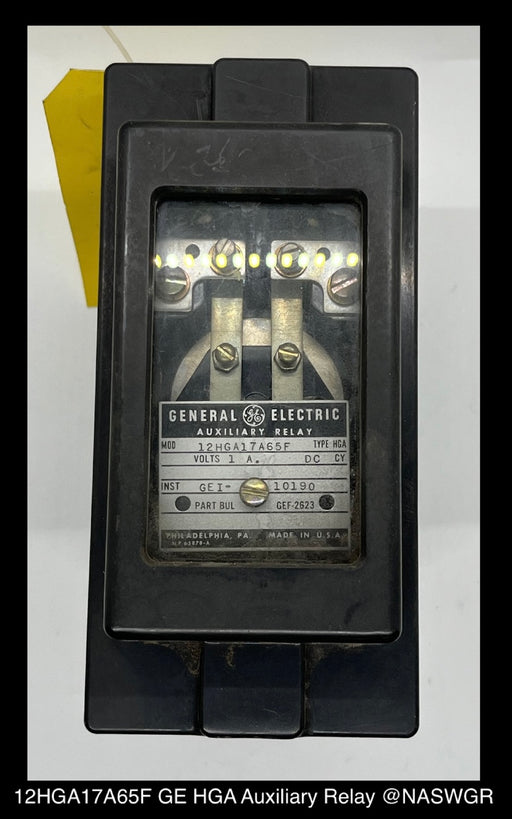 GENERAL GE ELECTRIC
AUXILIARY RELAY
MOD 12HGA17A65F TYPE HGA
VOLTS 1 A. DC CY
INST GEI- 10190
PART BUL GEF-2623
PHILADELPHIA, PA. MADE IN U.S.A
12HGA17A65F GE HGA Auxiliary Relay @NASWGR